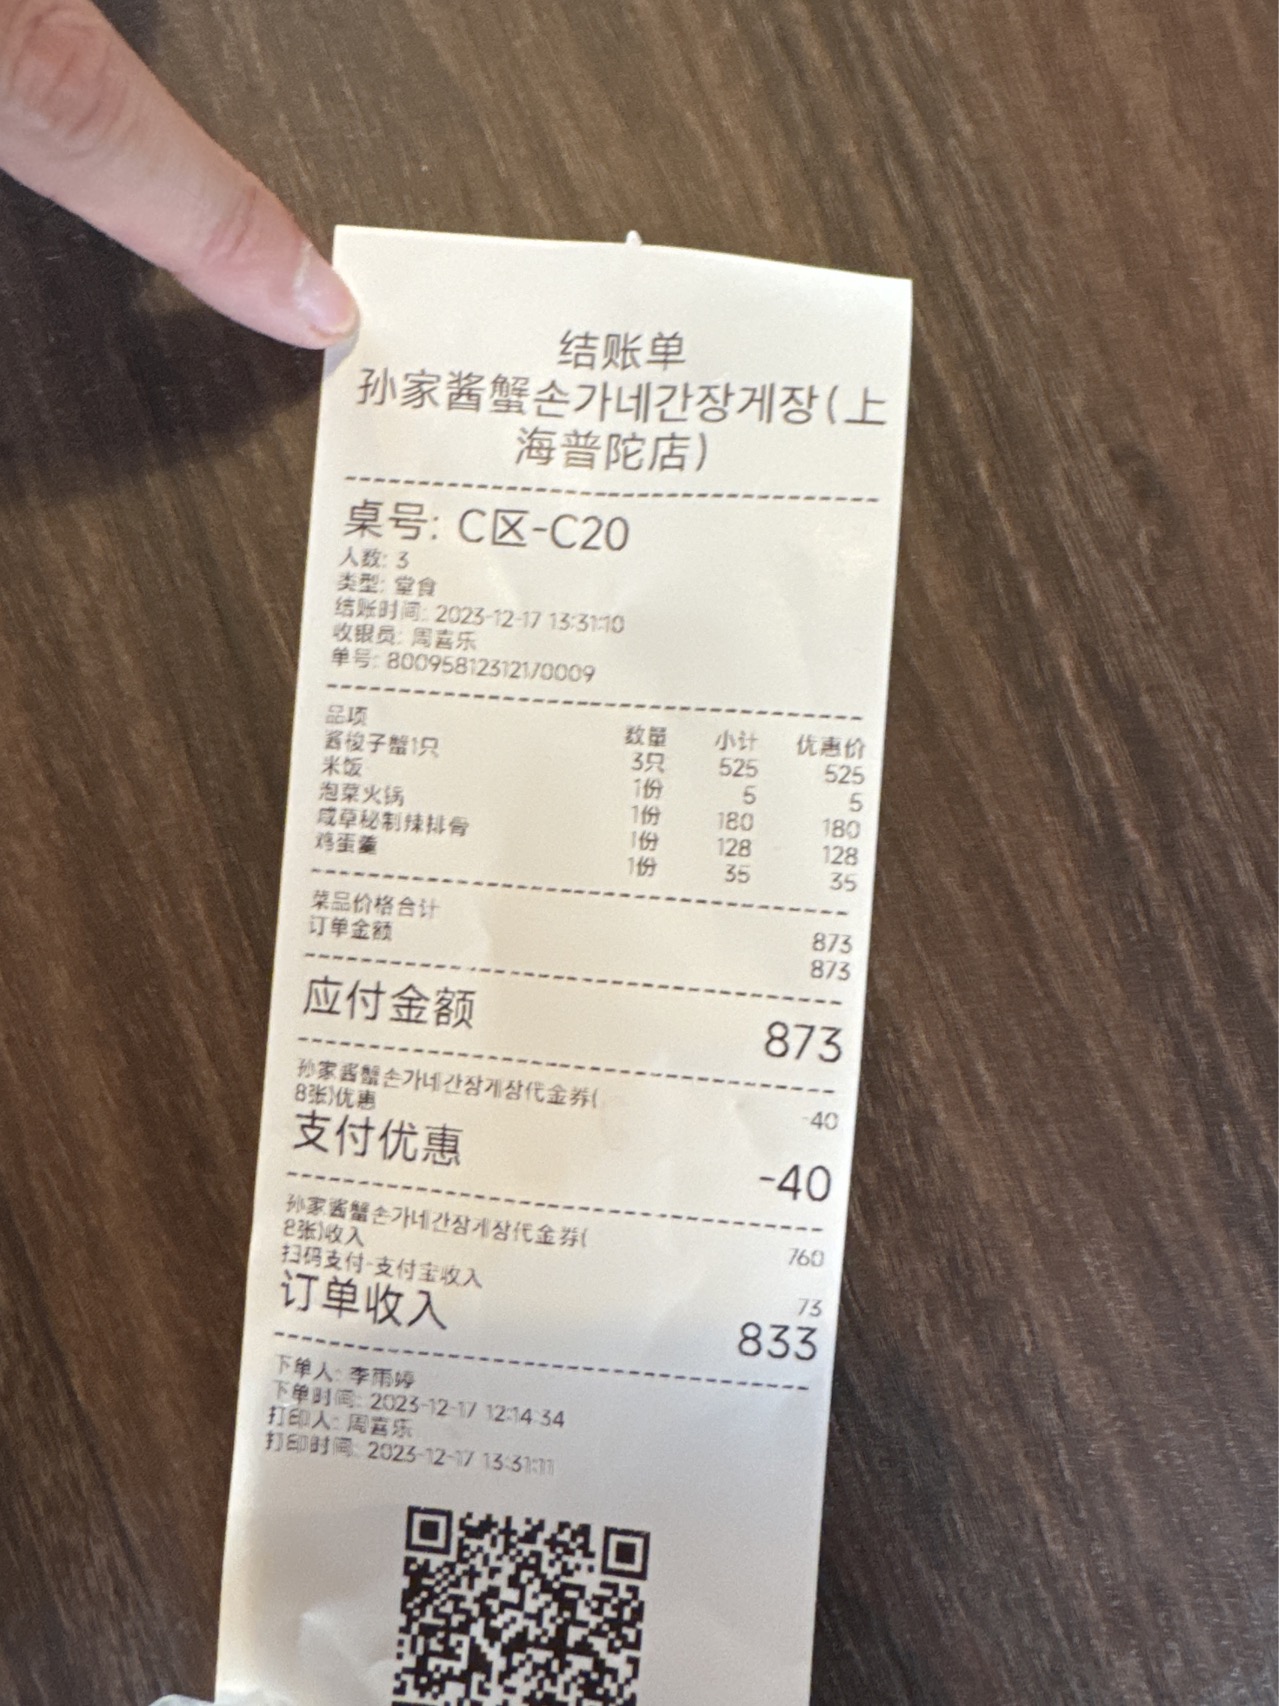 结账单
孙家酱蟹손가네간장게장(上
海普陀店)
桌号: C区-C20
人数: 3
类型: 堂食
结账时间: 2023-12-17 13:31:10
收银员: 周喜乐
单号: 80095812312170009
品项 数量 小计 优惠价
酱梭子蟹1只 3只 525 525
米饭 1份 5 5
泡菜火锅 1份 180 180
咸草秘制辣排骨 1份 128 128
鸡蛋羹 1份 35 35
菜品价格合计 873
订单金额 873
应付金额 873
孙家酱蟹손가네간장게장代金券( -40
8张)优惠
支付优惠 -40
孙家酱蟹손가네간장게장代金券( 760
8张)收入
扫码支付-支付宝收入 73
订单收入 833
下单人: 李雨婷
下单时间: 2023-12-17 12:14:34
打印人: 周喜乐
打印时间: 2023-12-17 13:31:11